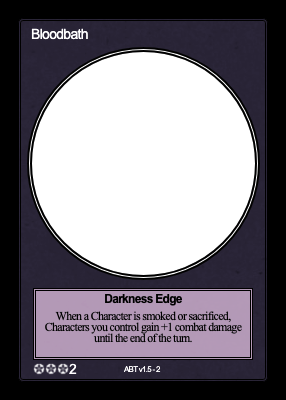 Bloodbath
Darkness Edge
When a Character is smoked or sacrificed,
Characters you control gain +1 combat damage
until the end of the turn.
2
ABT v1.5 - 2